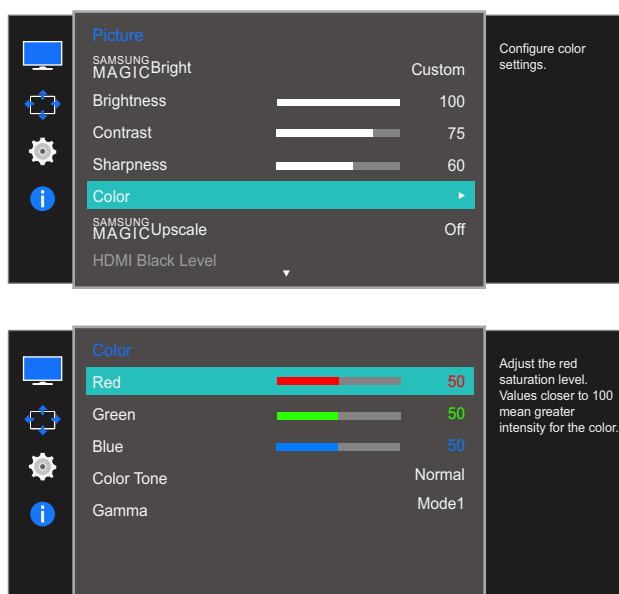 Picture
SAMSUNG MAGICBright Custom
Brightness 100
Contrast 75
Sharpness 60
Color
SAMSUNG MAGICUpscale Off
HDMI Black Level
Configure color
settings.
Color
Red 50
Green 50
Blue 50
Color Tone Normal
Gamma Mode1
Adjust the red
saturation level.
Values closer to 100
mean greater
intensity for the color.